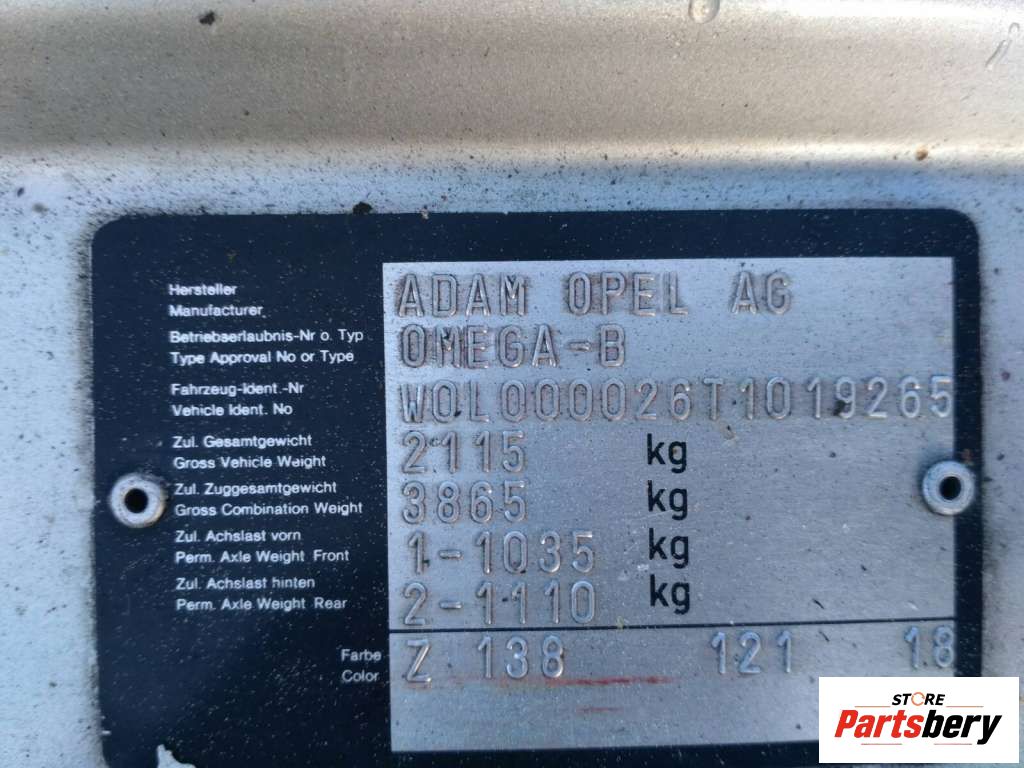 Hersteller
Manufacturer
ADAM OPEL AG
Betriebserlaubnis-Nr o. Typ
Type Approval No or Type
OMEGA-B
Fahrzeug-Ident.-Nr
Vehicle Ident. No
W0L000026T1019265
Zul. Gesamtgewicht
Gross Vehicle Weight
2115 kg
Zul. Zuggesamtgewicht
Gross Combination Weight
3865 kg
Zul. Achslast vorn
Perm. Axle Weight Front
1-1035 kg
Zul. Achslast hinten
Perm. Axle Weight Rear
2-1110 kg
Farbe
Color
Z 138 121 18
STORE
Partsbery